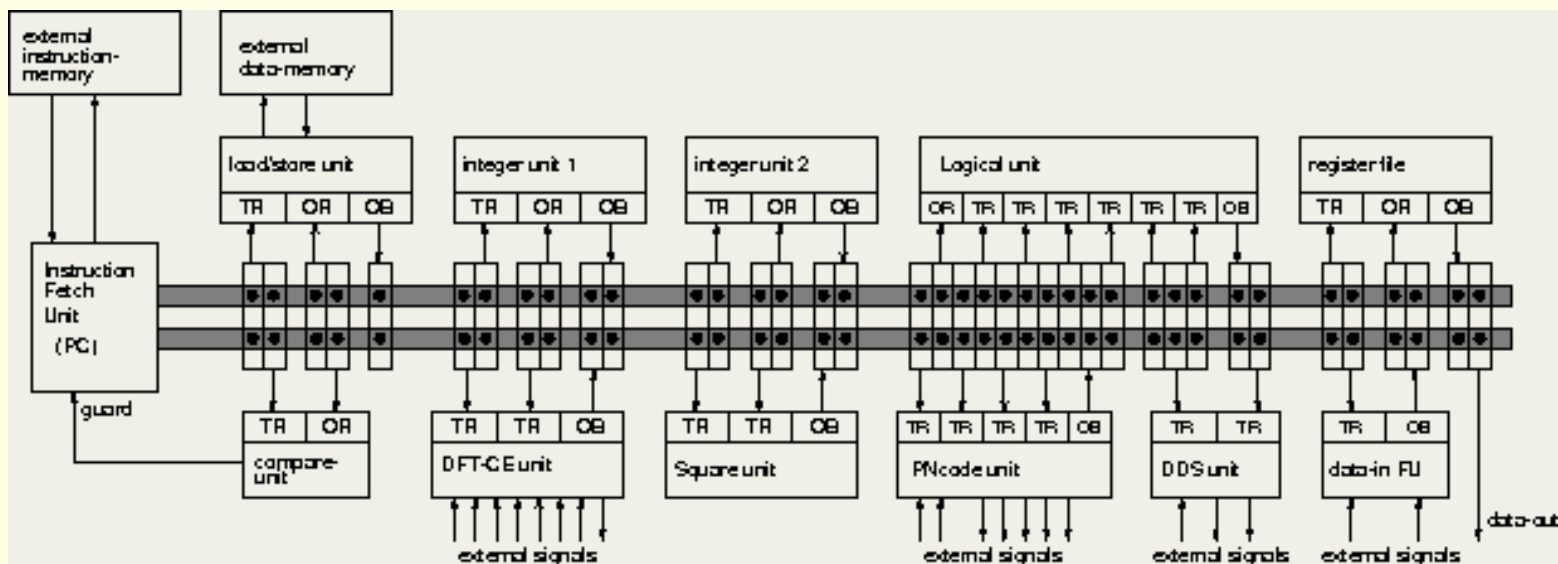 external
instruction-
memory
external
data-memory
load/store unit
integer unit 1
integer unit 2
Logical unit
register file
TR OR OB
TR OR OB
TR OR OB
OR TR TR TR TR TR TR OB
TR OR OB
Instruction
Fetch
Unit
(PC)
guard
TR OR
TR TR OB
TR TR OB
TR TR TR TR OB
TR TR
TR OB
compare-
unit
DFT-CE unit
Square unit
PNcode unit
DDS unit
data-in FU
data-out
external signals
external signals
external signals
external signals